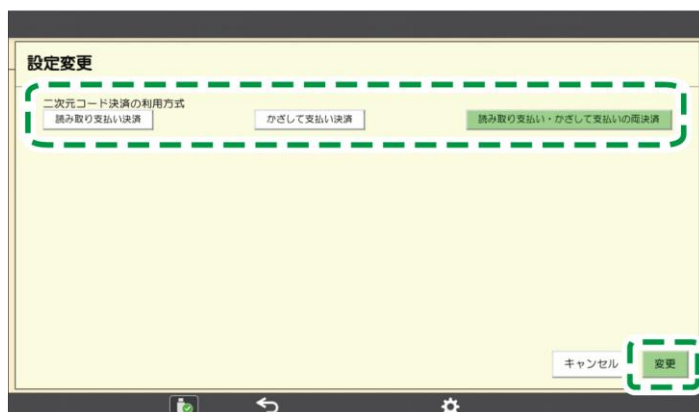 設定変更
二次元コード決済の利用方式
読み取り支払い決済 かざして支払い決済 読み取り支払い・かざして支払いの両決済
キャンセル 変更